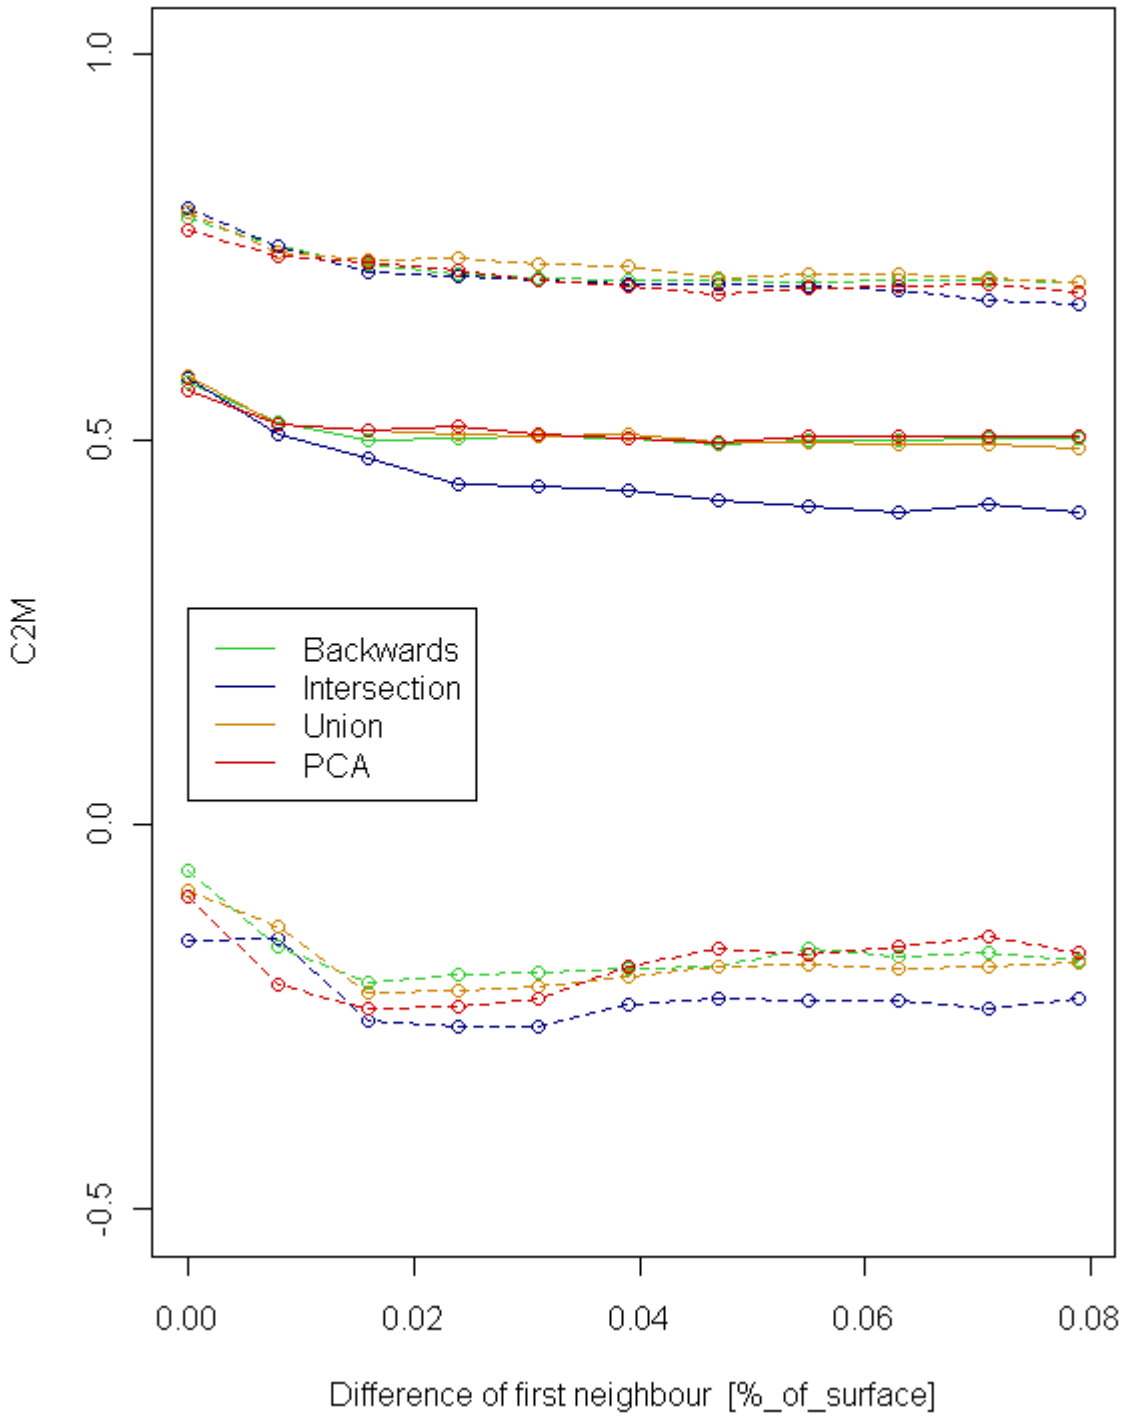 1.0
0.5
0.0
-0.5
C2M
Backwards
Intersection
Union
PCA
0.00 0.02 0.04 0.06 0.08
Difference of first neighbour [%_of_surface]